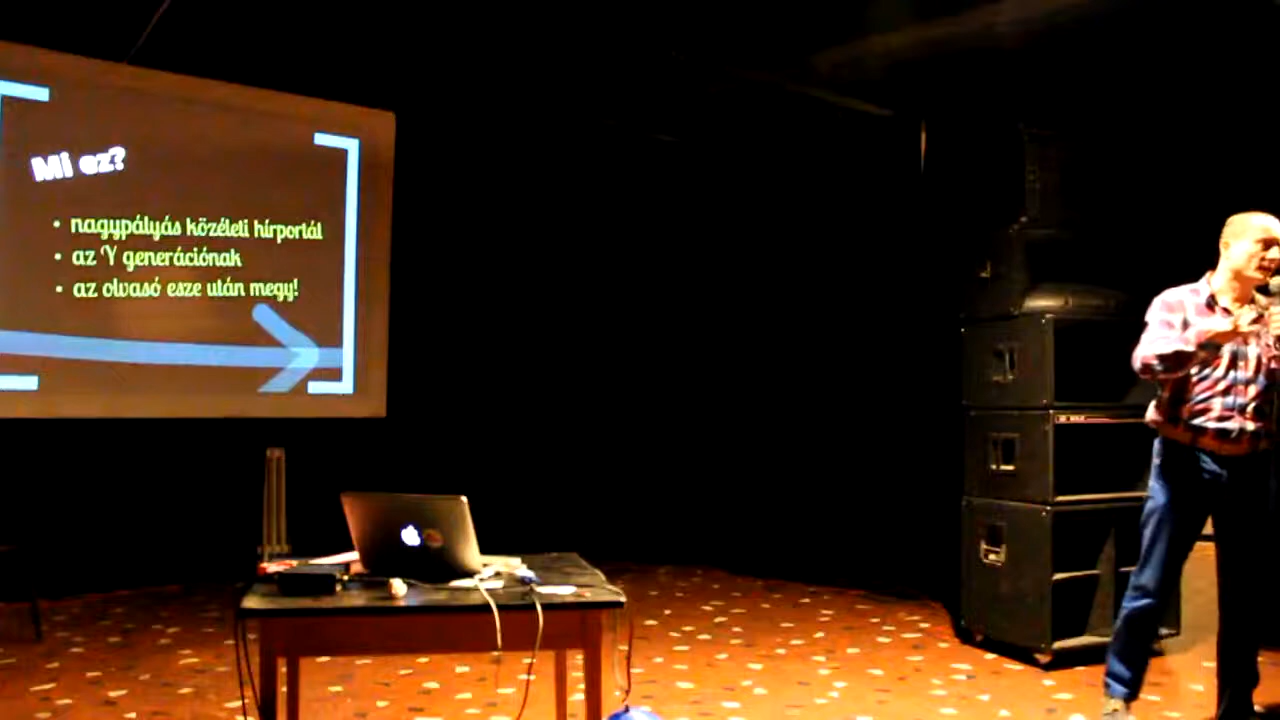 Mi ez?
• nagypályás közéleti hírportál
• az Y generációnak
• az olvasó esze után megy!